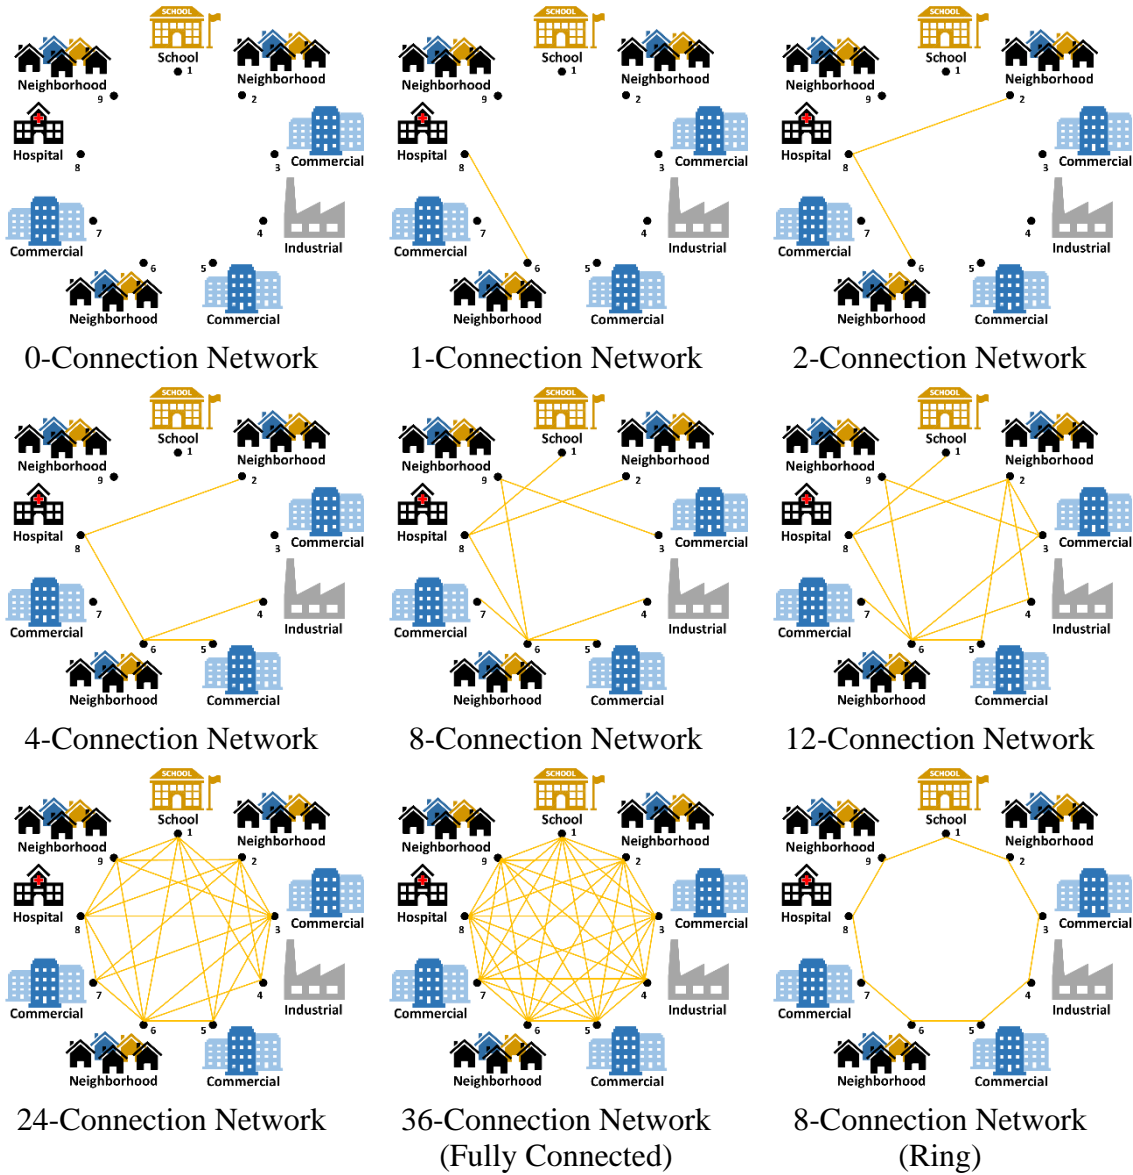 SCHOOL
School
1
Neighborhood
Neighborhood
9
2
Hospital
8
Commercial
3
Commercial
7
Industrial
4
Neighborhood
6
Commercial
5
0-Connection Network
SCHOOL
School
1
Neighborhood
Neighborhood
9
2
Hospital
8
Commercial
3
Commercial
7
Industrial
4
Neighborhood
6
Commercial
5
1-Connection Network
SCHOOL
School
1
Neighborhood
Neighborhood
9
2
Hospital
8
Commercial
3
Commercial
7
Industrial
4
Neighborhood
6
Commercial
5
2-Connection Network
SCHOOL
School
1
Neighborhood
Neighborhood
9
2
Hospital
8
Commercial
3
Commercial
7
Industrial
4
Neighborhood
6
Commercial
5
4-Connection Network
SCHOOL
School
1
Neighborhood
Neighborhood
9
2
Hospital
8
Commercial
3
Commercial
7
Industrial
4
Neighborhood
6
Commercial
5
8-Connection Network
SCHOOL
School
1
Neighborhood
Neighborhood
9
2
Hospital
8
Commercial
3
Commercial
7
Industrial
4
Neighborhood
6
Commercial
5
12-Connection Network
SCHOOL
School
1
Neighborhood
Neighborhood
9
2
Hospital
8
Commercial
3
Commercial
7
Industrial
4
Neighborhood
6
Commercial
5
24-Connection Network
SCHOOL
School
1
Neighborhood
Neighborhood
9
2
Hospital
8
Commercial
3
Commercial
7
Industrial
4
Neighborhood
6
Commercial
5
36-Connection Network
(Fully Connected)
SCHOOL
School
1
Neighborhood
Neighborhood
9
2
Hospital
8
Commercial
3
Commercial
7
Industrial
4
Neighborhood
6
Commercial
5
8-Connection Network
(Ring)